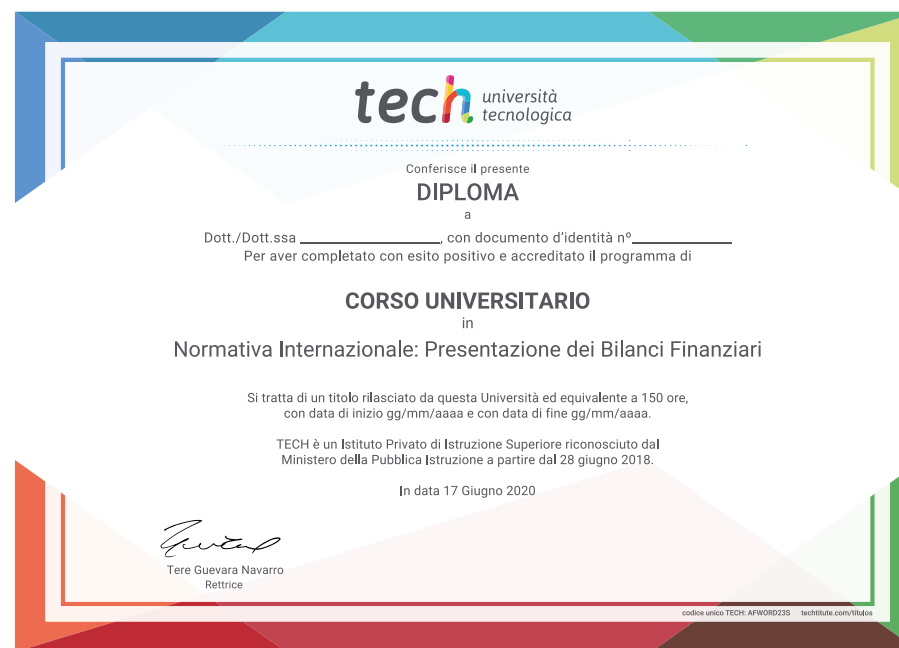 tech università
tecnologica
Conferisce il presente
DIPLOMA
a
Dott./Dott.ssa ____________________, con documento d'identità nº______________
Per aver completato con esito positivo e accreditato il programma di
CORSO UNIVERSITARIO
in
Normativa Internazionale: Presentazione dei Bilanci Finanziari
Si tratta di un titolo rilasciato da questa Università ed equivalente a 150 ore,
con data di inizio gg/mm/aaaa e con data di fine gg/mm/aaaa.
TECH è un Istituto Privato di Istruzione Superiore riconosciuto dal
Ministero della Pubblica Istruzione a partire dal 28 giugno 2018.
In data 17 Giugno 2020
Tere Guevara Navarro
Rettrice
codice unico TECH: AFWORD23S techtitute.com/titulos